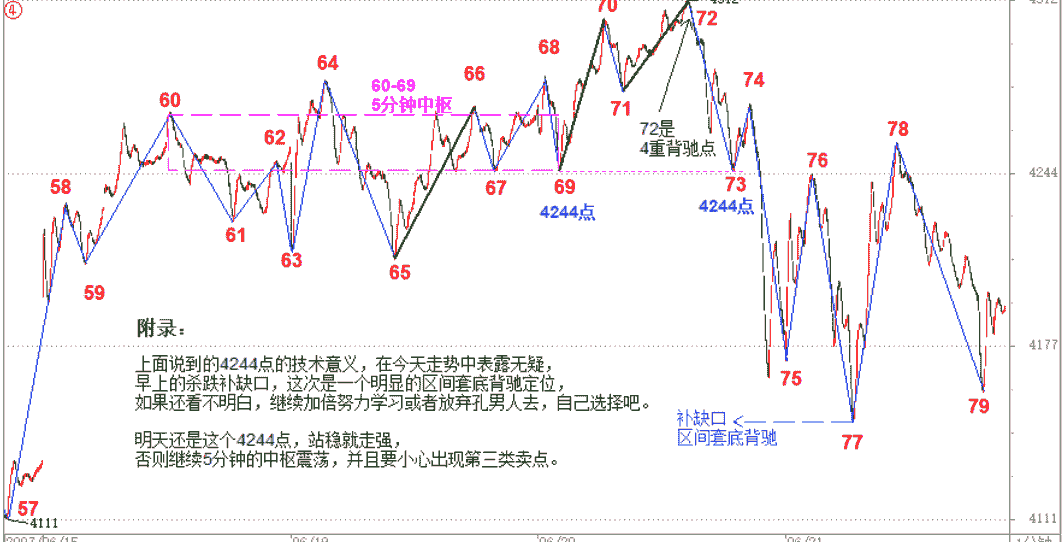 ④
4312
4312
70
72
68
64
66
60-69
5分钟中枢
60
71
74
72是
4重背驰点
62
78
76
58
67
69
73
4244
4244点
4244点
61
63
65
59
附录：
上面说到的4244点的技术意义，在今天走势中表露无疑，
早上的杀跌补缺口，这次是一个明显的区间套底背驰定位，
如果还看不明白，继续加倍努力学习或者放弃孔男人去，自己选择吧。
4177
75
79
补缺口
区间套底背驰
77
明天还是这个4244点，站稳就走强，
否则继续5分钟的中枢震荡，并且要小心出现第三类卖点。
57
4111
4111
2007/06/15
06/19
06/20
06/21
1分钟